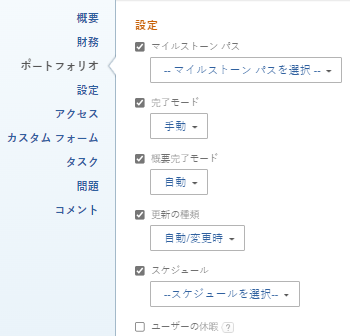 概要
財務
ポートフォリオ
設定
アクセス
カスタム フォーム
タスク
問題
コメント
設定
マイルストーン パス
-- マイルストーン パスを選択 --
完了モード
手動
概要完了モード
自動
更新の種類
自動/変更時
スケジュール
--スケジュールを選択--
ユーザーの休暇 ?